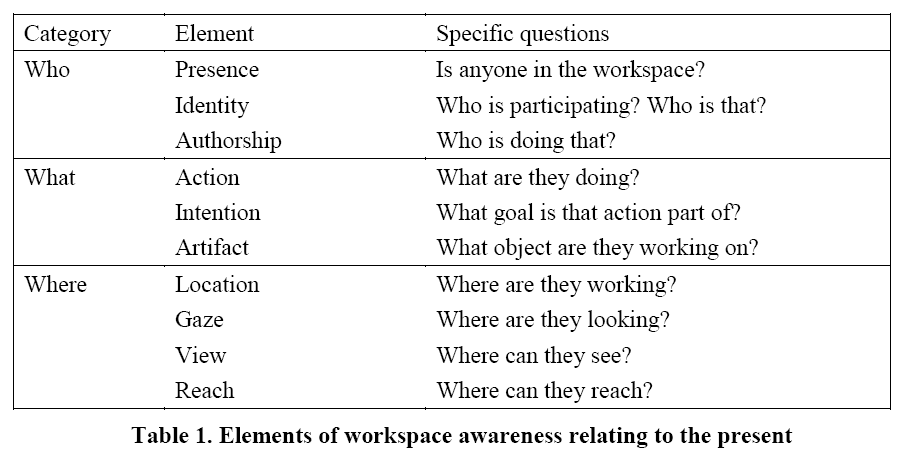 Category Element Specific questions
Who Presence Is anyone in the workspace?
Identity Who is participating? Who is that?
Authorship Who is doing that?
What Action What are they doing?
Intention What goal is that action part of?
Artifact What object are they working on?
Where Location Where are they working?
Gaze Where are they looking?
View Where can they see?
Reach Where can they reach?
Table 1. Elements of workspace awareness relating to the present